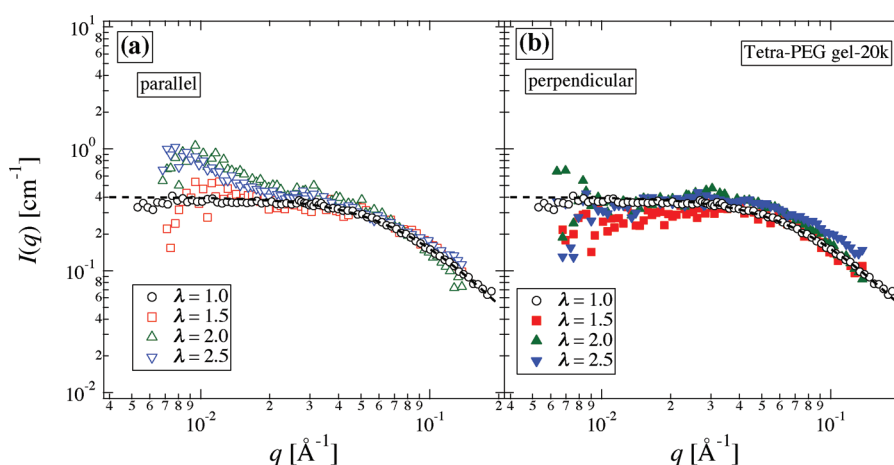 (a)
parallel
(b)
perpendicular
Tetra-PEG gel-20k
I(q) [cm⁻¹]
10¹
8
6
4
2
10⁰
8
6
4
2
10⁻¹
8
6
4
2
10⁻²
λ = 1.0
λ = 1.5
λ = 2.0
λ = 2.5
λ = 1.0
λ = 1.5
λ = 2.0
λ = 2.5
4 5 6 7 8 9 10⁻² 2 3 4 5 6 7 8 9 10⁻¹ 2
4 5 6 7 8 9 10⁻² 2 3 4 5 6 7 8 9 10⁻¹
q [Å⁻¹]
q [Å⁻¹]